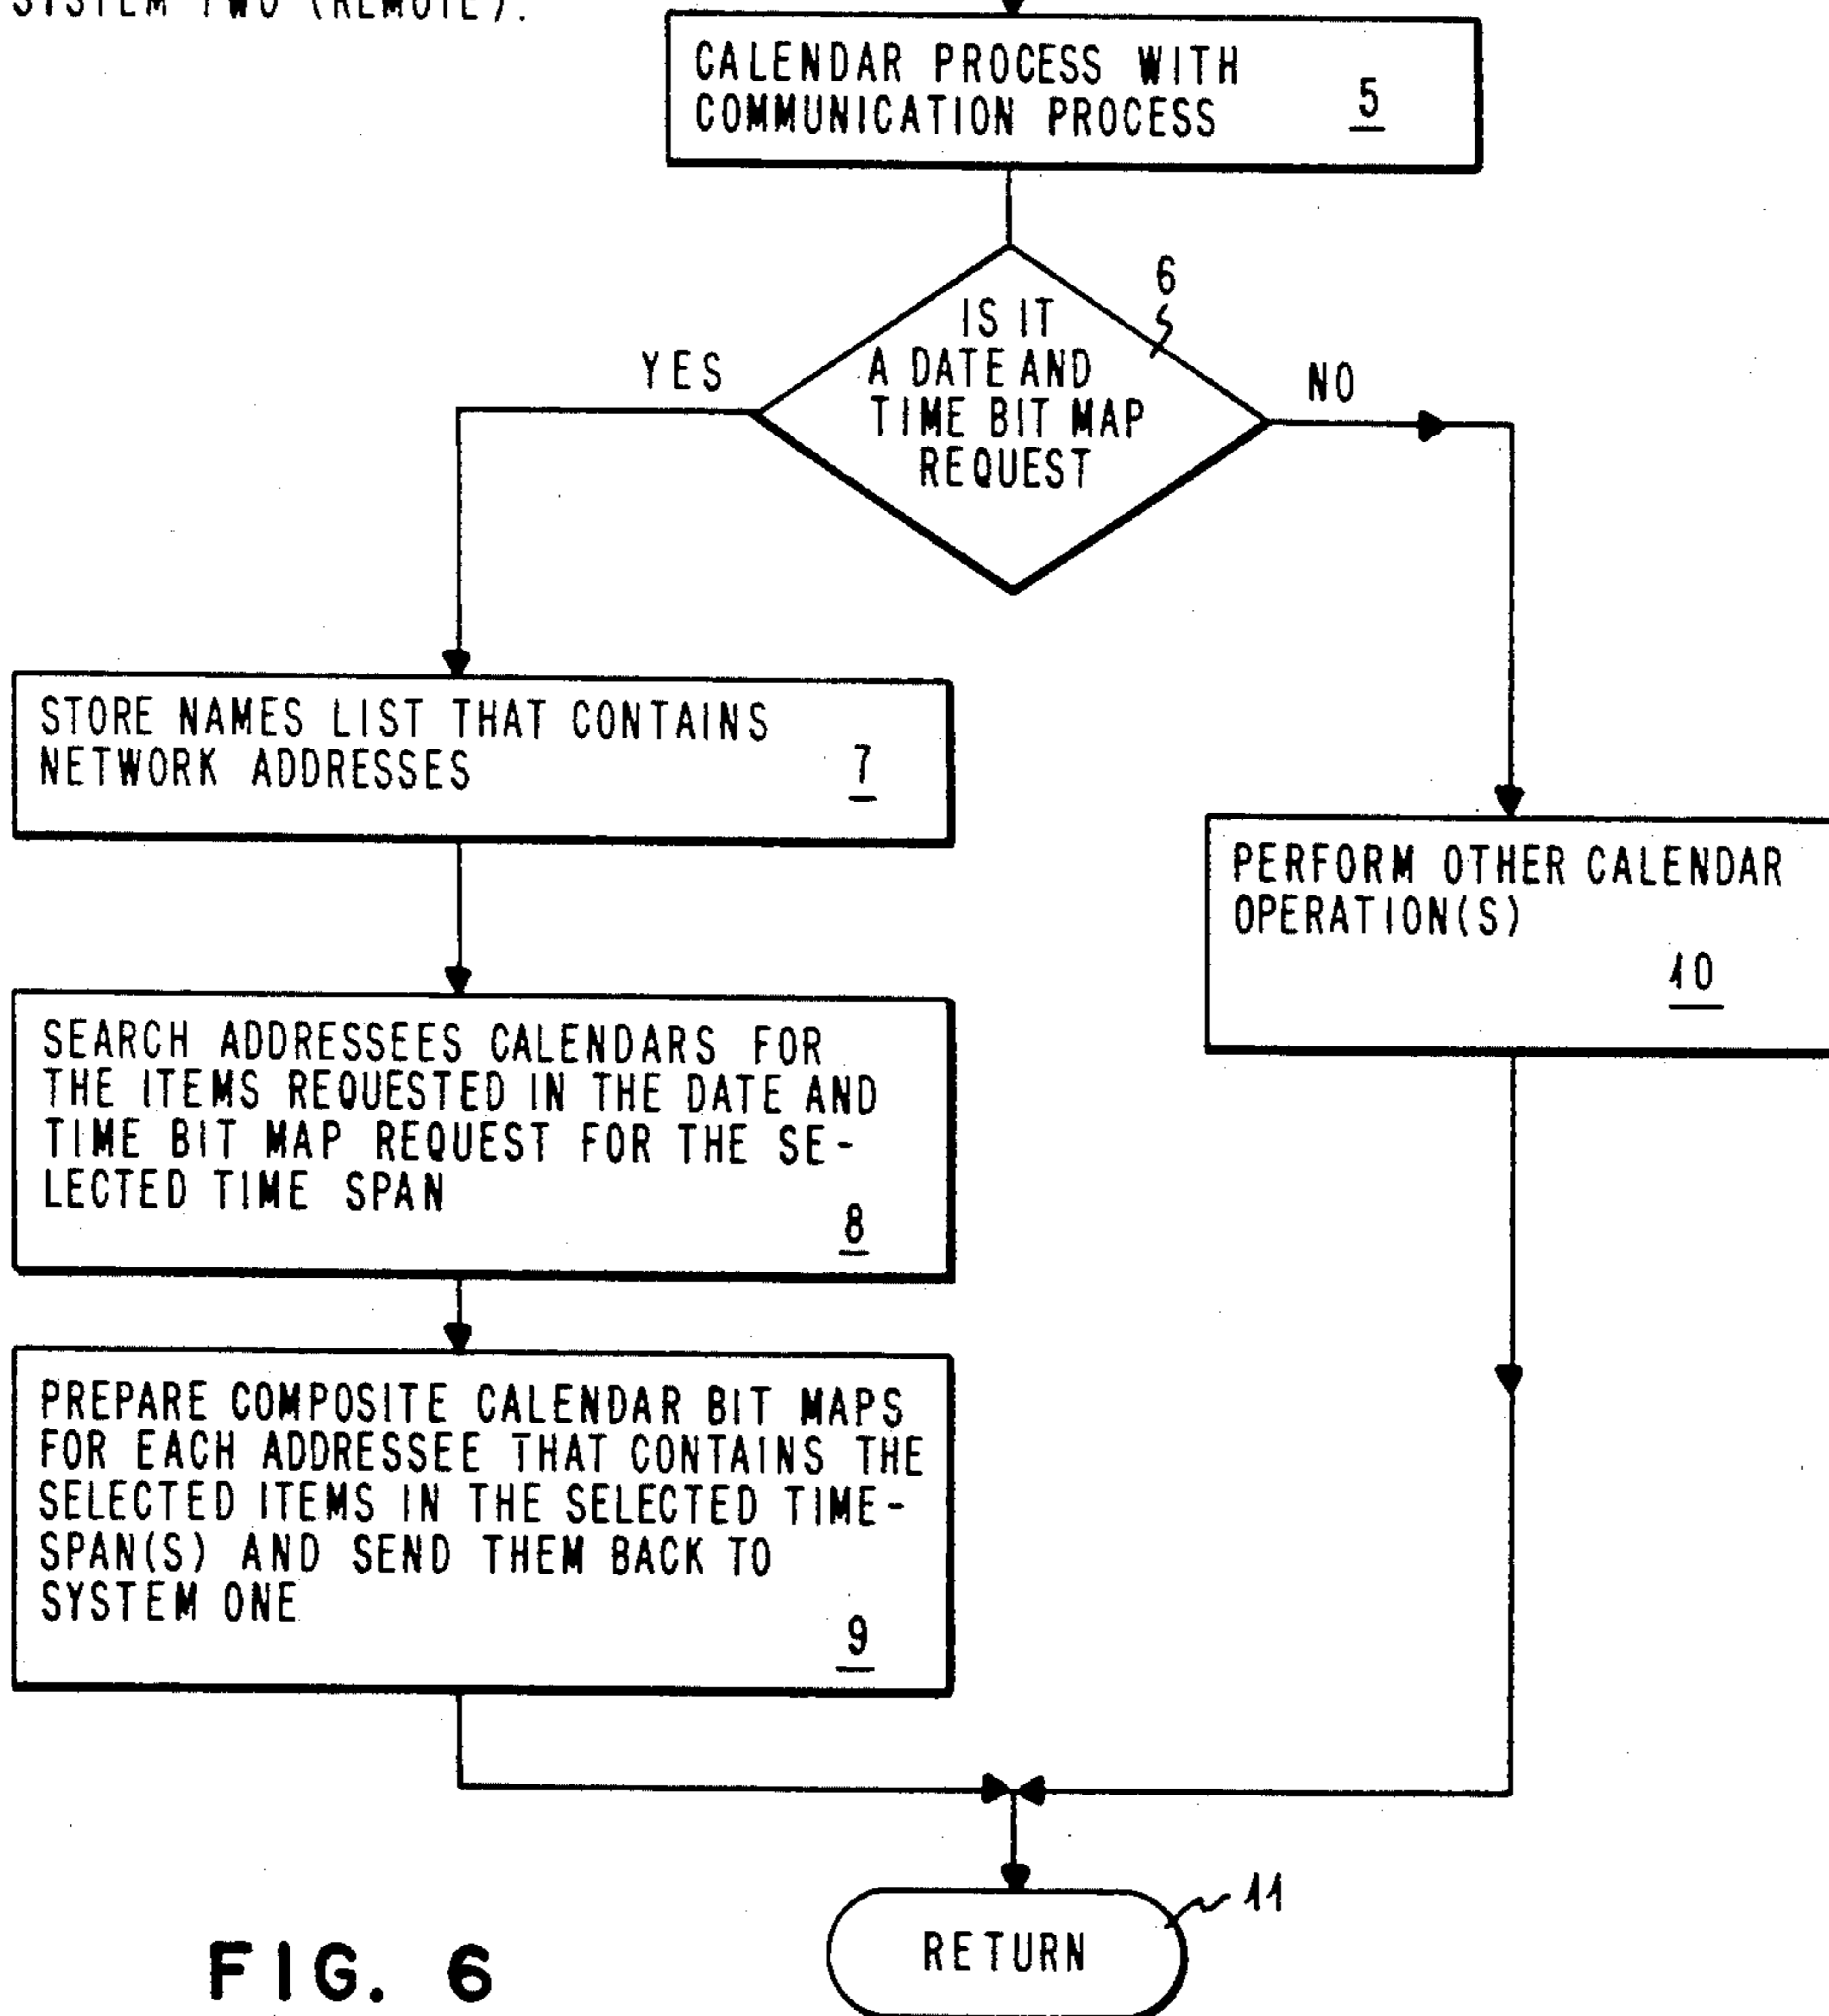 SYSTEM TWO (REMOTE).
CALENDAR PROCESS WITH
COMMUNICATION PROCESS
5
6
IS IT
A DATE AND
TIME BIT MAP
REQUEST
YES
NO
STORE NAMES LIST THAT CONTAINS
NETWORK ADDRESSES
7
PERFORM OTHER CALENDAR
OPERATION(S)
10
SEARCH ADDRESSEES CALENDARS FOR
THE ITEMS REQUESTED IN THE DATE AND
TIME BIT MAP REQUEST FOR THE SE-
LECTED TIME SPAN
8
PREPARE COMPOSITE CALENDAR BIT MAPS
FOR EACH ADDRESSEE THAT CONTAINS THE
SELECTED ITEMS IN THE SELECTED TIME-
SPAN(S) AND SEND THEM BACK TO
SYSTEM ONE
9
RETURN
11
FIG. 6